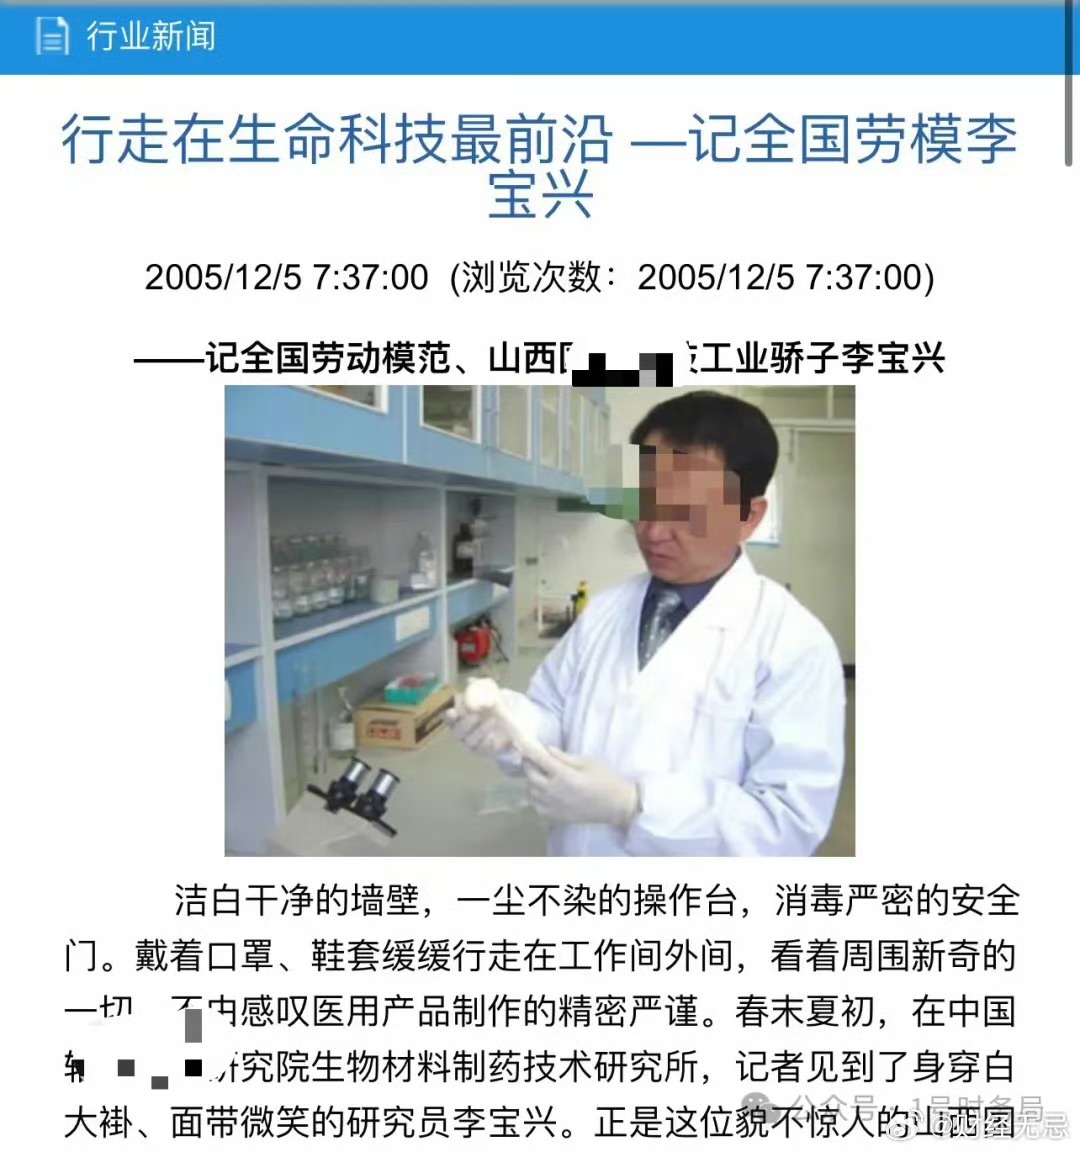 行业新闻
行走在生命科技最前沿 —记全国劳模李
宝兴
2005/12/5 7:37:00 (浏览次数：2005/12/5 7:37:00)
——记全国劳动模范、山西 工业骄子李宝兴
洁白干净的墙壁，一尘不染的操作台，消毒严密的安全
门。戴着口罩、鞋套缓缓行走在工作间外间，看着周围新奇的
一切，不由感叹医用产品制作的精密严谨。春末夏初，在中国
研究院生物材料制药技术研究所，记者见到了身穿白
大褂、面带微笑的研究员李宝兴。正是这位貌不惊人的山西国
公众号·1号时务局
@财经无忌